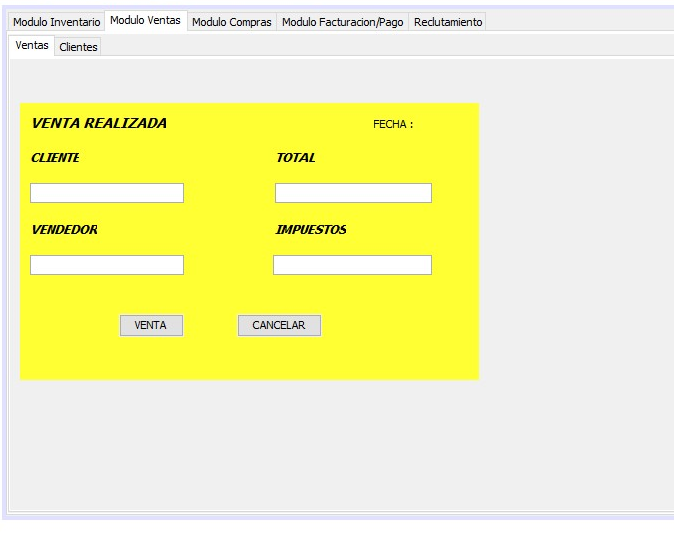 Modulo Inventario Modulo Ventas Modulo Compras Modulo Facturacion/Pago Reclutamiento
Ventas Clientes
VENTA REALIZADA FECHA :
CLIENTE TOTAL
VENDEDOR IMPUESTOS
VENTA CANCELAR